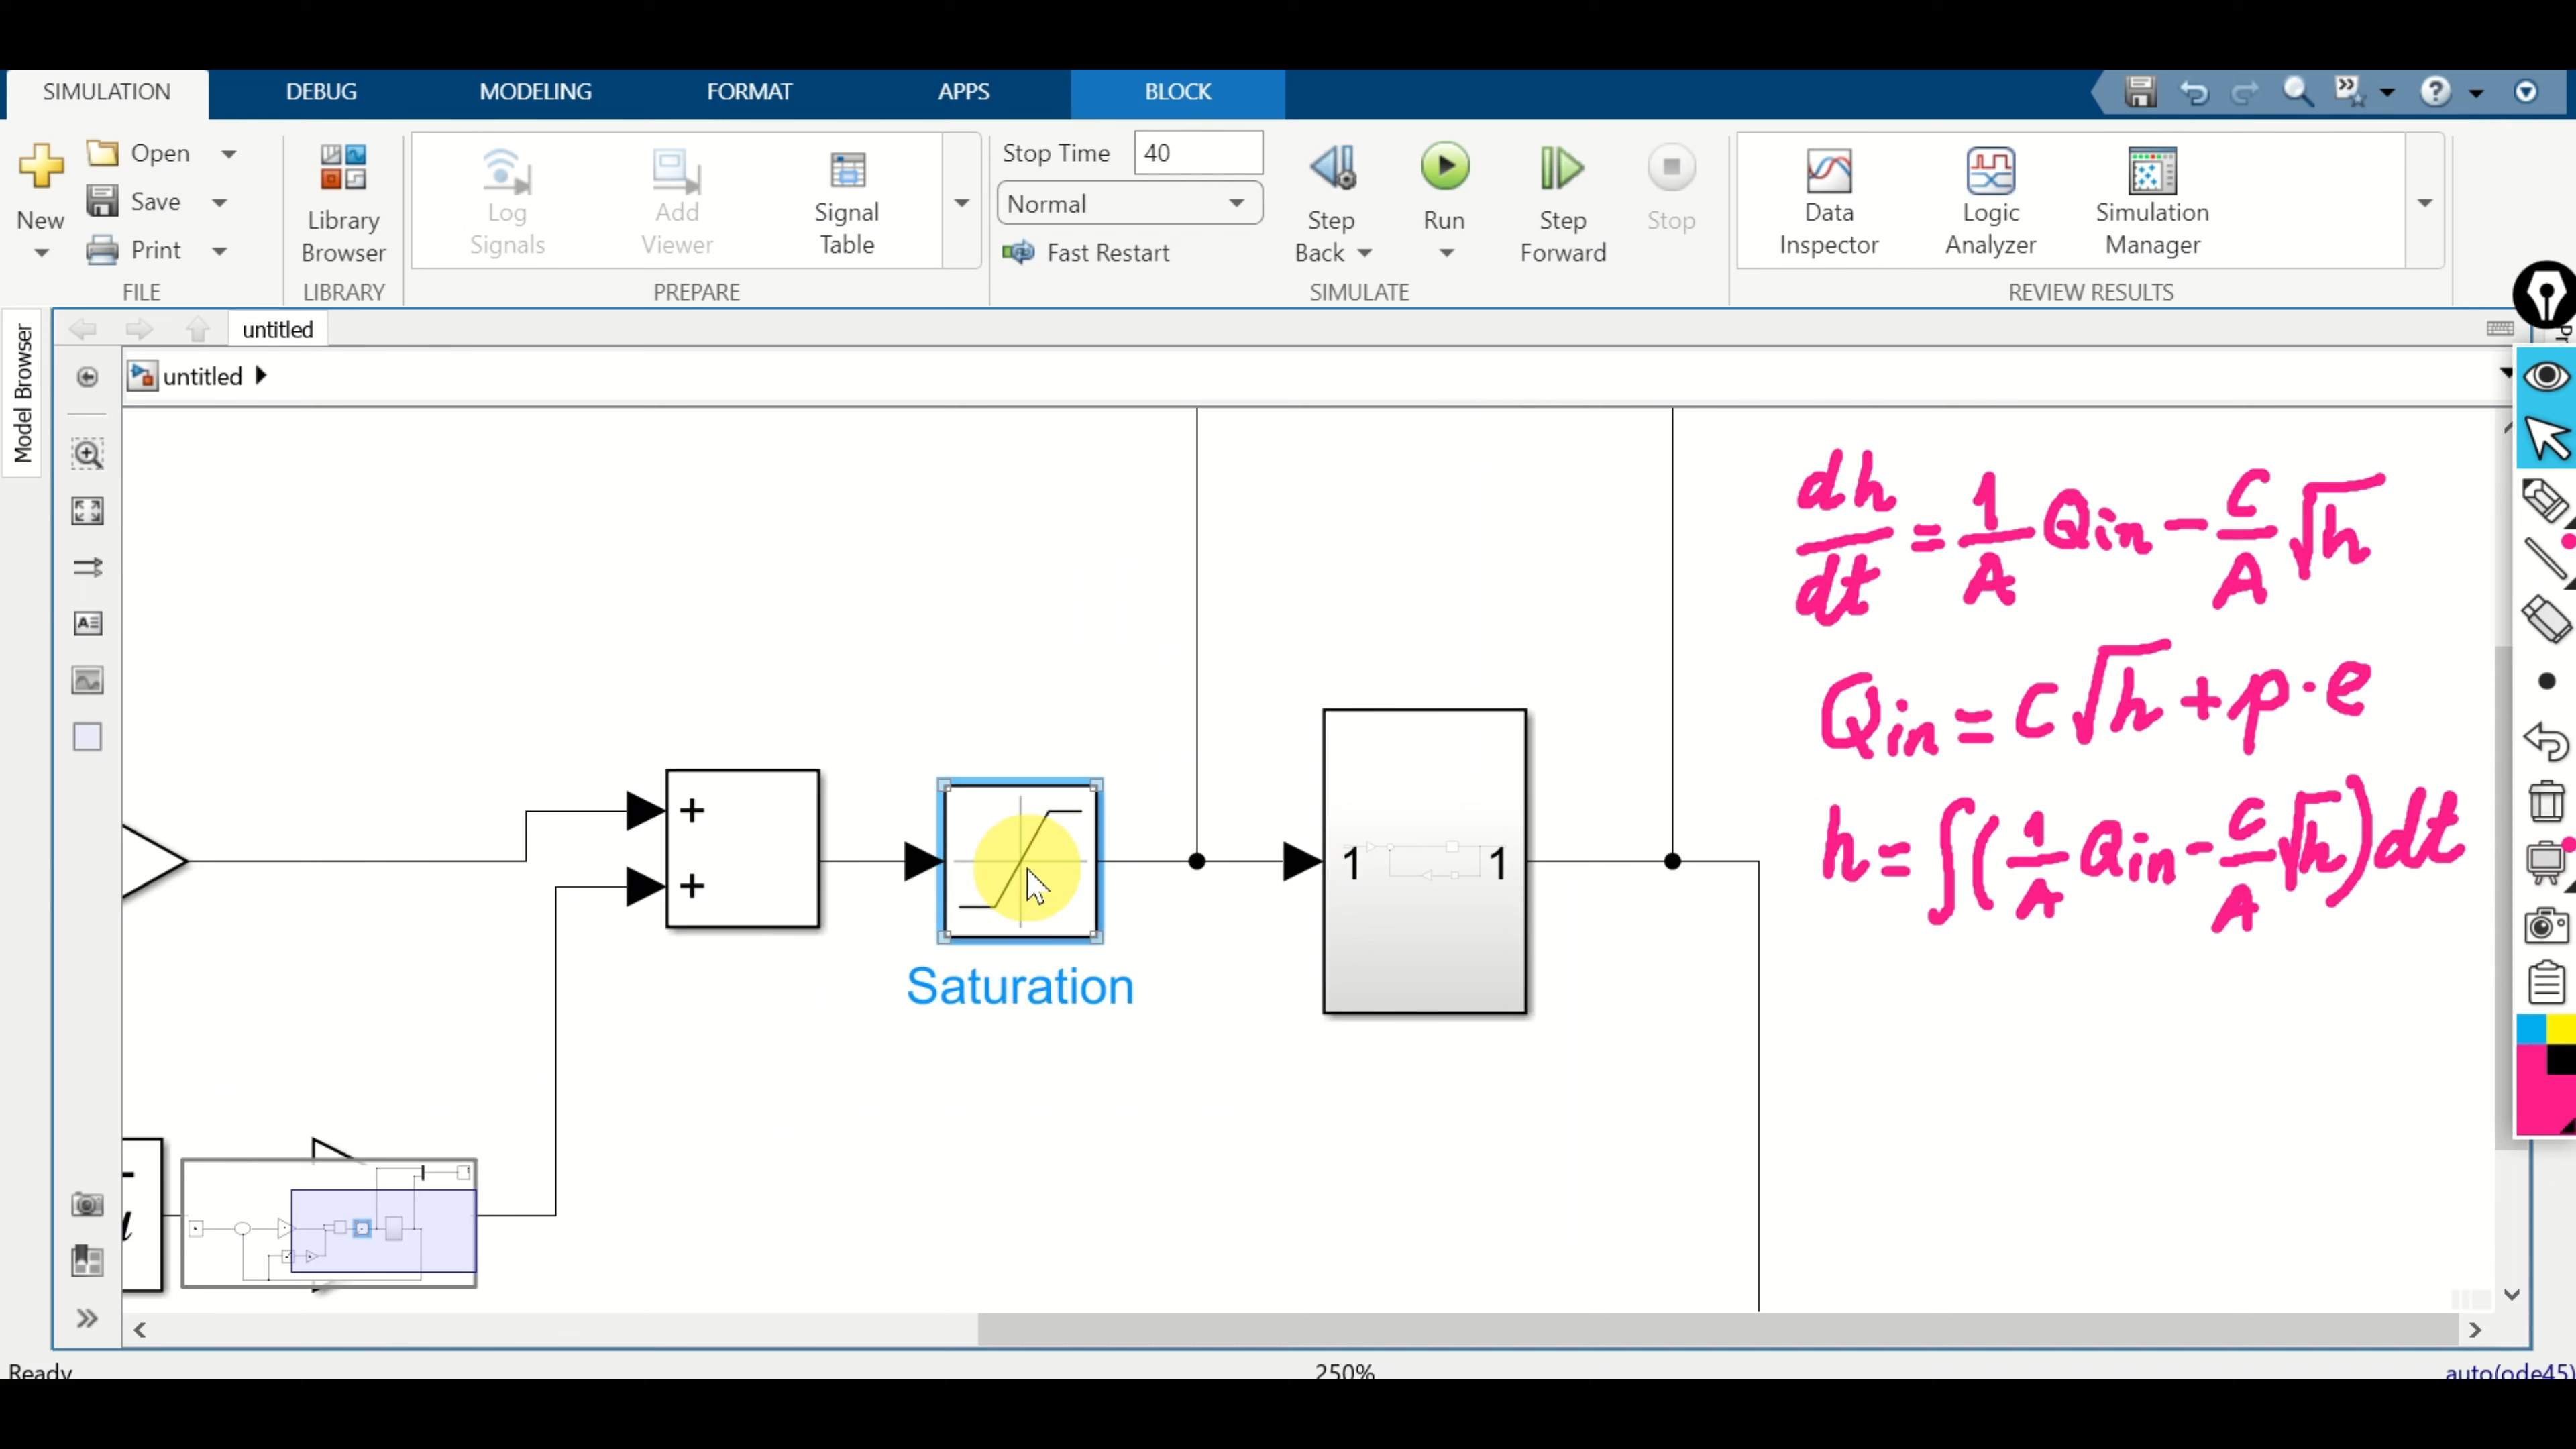 SIMULATION DEBUG MODELING FORMAT APPS BLOCK
New
Open
Save
Print
FILE
Library Browser
LIBRARY
Log Signals
Add Viewer
Signal Table
PREPARE
Stop Time 40
Normal
Fast Restart
Step Back
Run
Step Forward
Stop
SIMULATE
Data Inspector
Logic Analyzer
Simulation Manager
REVIEW RESULTS
Model Browser
untitled
untitled
dh/dt = 1/A Qin - C/A √h
Qin = C√h + p·e
h = ∫(1/A Qin - C/A √h)dt
+
+
1 1
Saturation
Ready 250% auto(ode45)